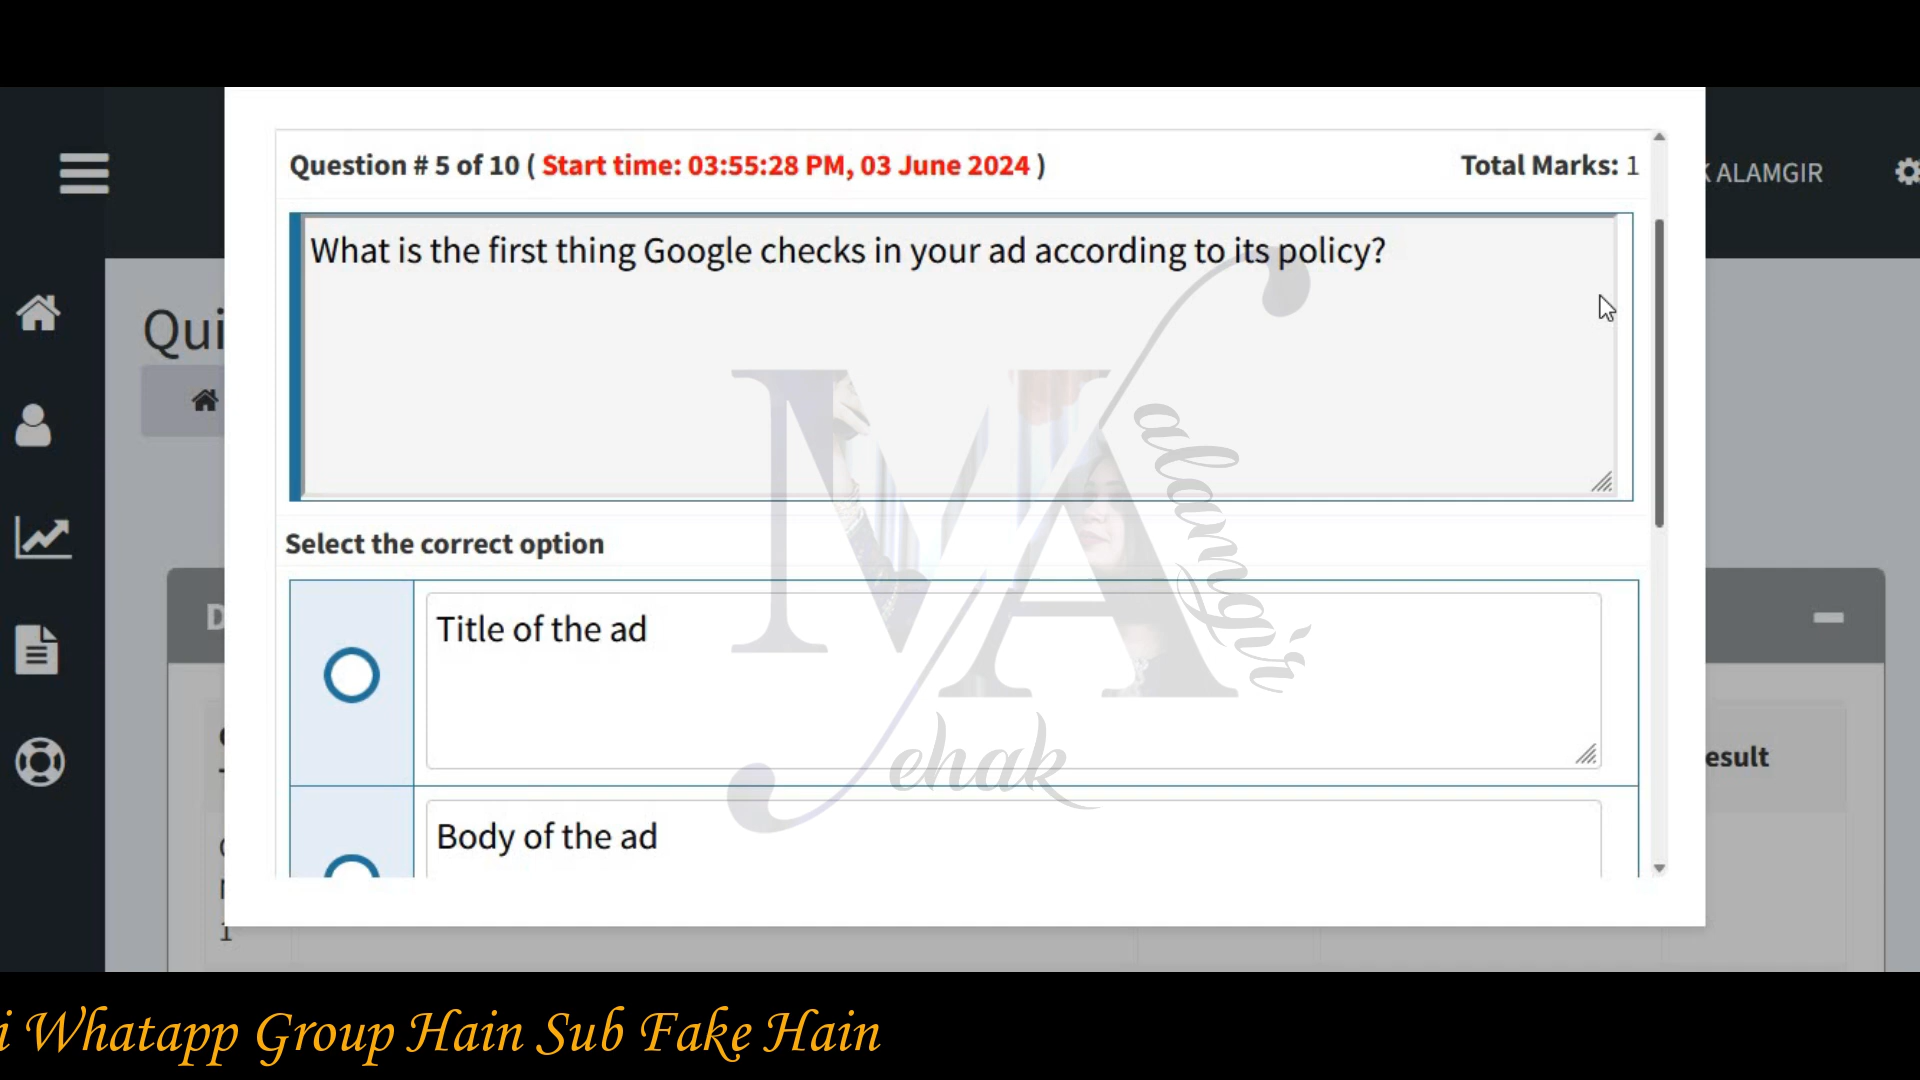 Question # 5 of 10 ( Start time: 03:55:28 PM, 03 June 2024 )
Total Marks: 1
K ALAMGIR
What is the first thing Google checks in your ad according to its policy?
Qui
Select the correct option
Title of the ad
D
esult
Body of the ad
1
MA
alamgir
ehak
i Whatapp Group Hain Sub Fake Hain